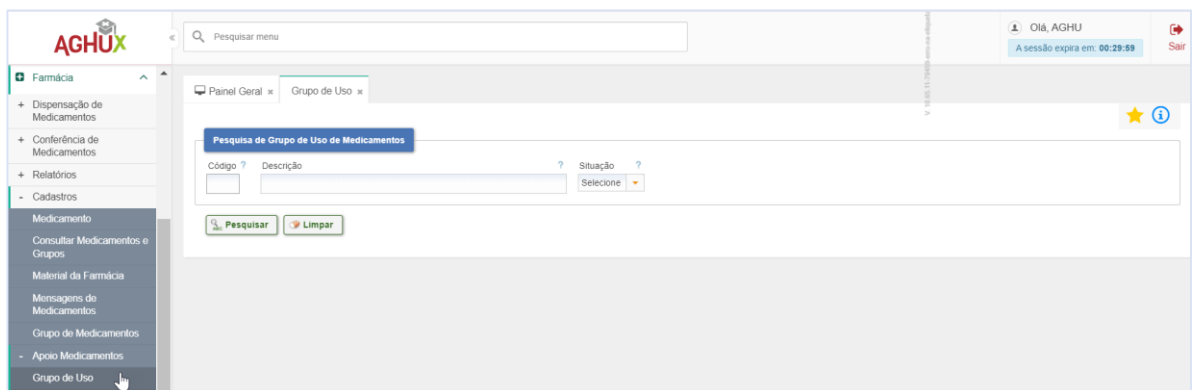 AGHUX
«
Pesquisar menu
Olá, AGHU
A sessão expira em: 00:29:59
Sair
Farmácia
+ Dispensação de
Medicamentos
+ Conferência de
Medicamentos
+ Relatórios
- Cadastros
Medicamento
Consultar Medicamentos e
Grupos
Material da Farmácia
Mensagens de
Medicamentos
Grupo de Medicamentos
- Apoio Medicamentos
Grupo de Uso
Painel Geral ×
Grupo de Uso ×
Pesquisa de Grupo de Uso de Medicamentos
Código ?
Descrição ?
Situação ?
Selecione
Pesquisar
Limpar